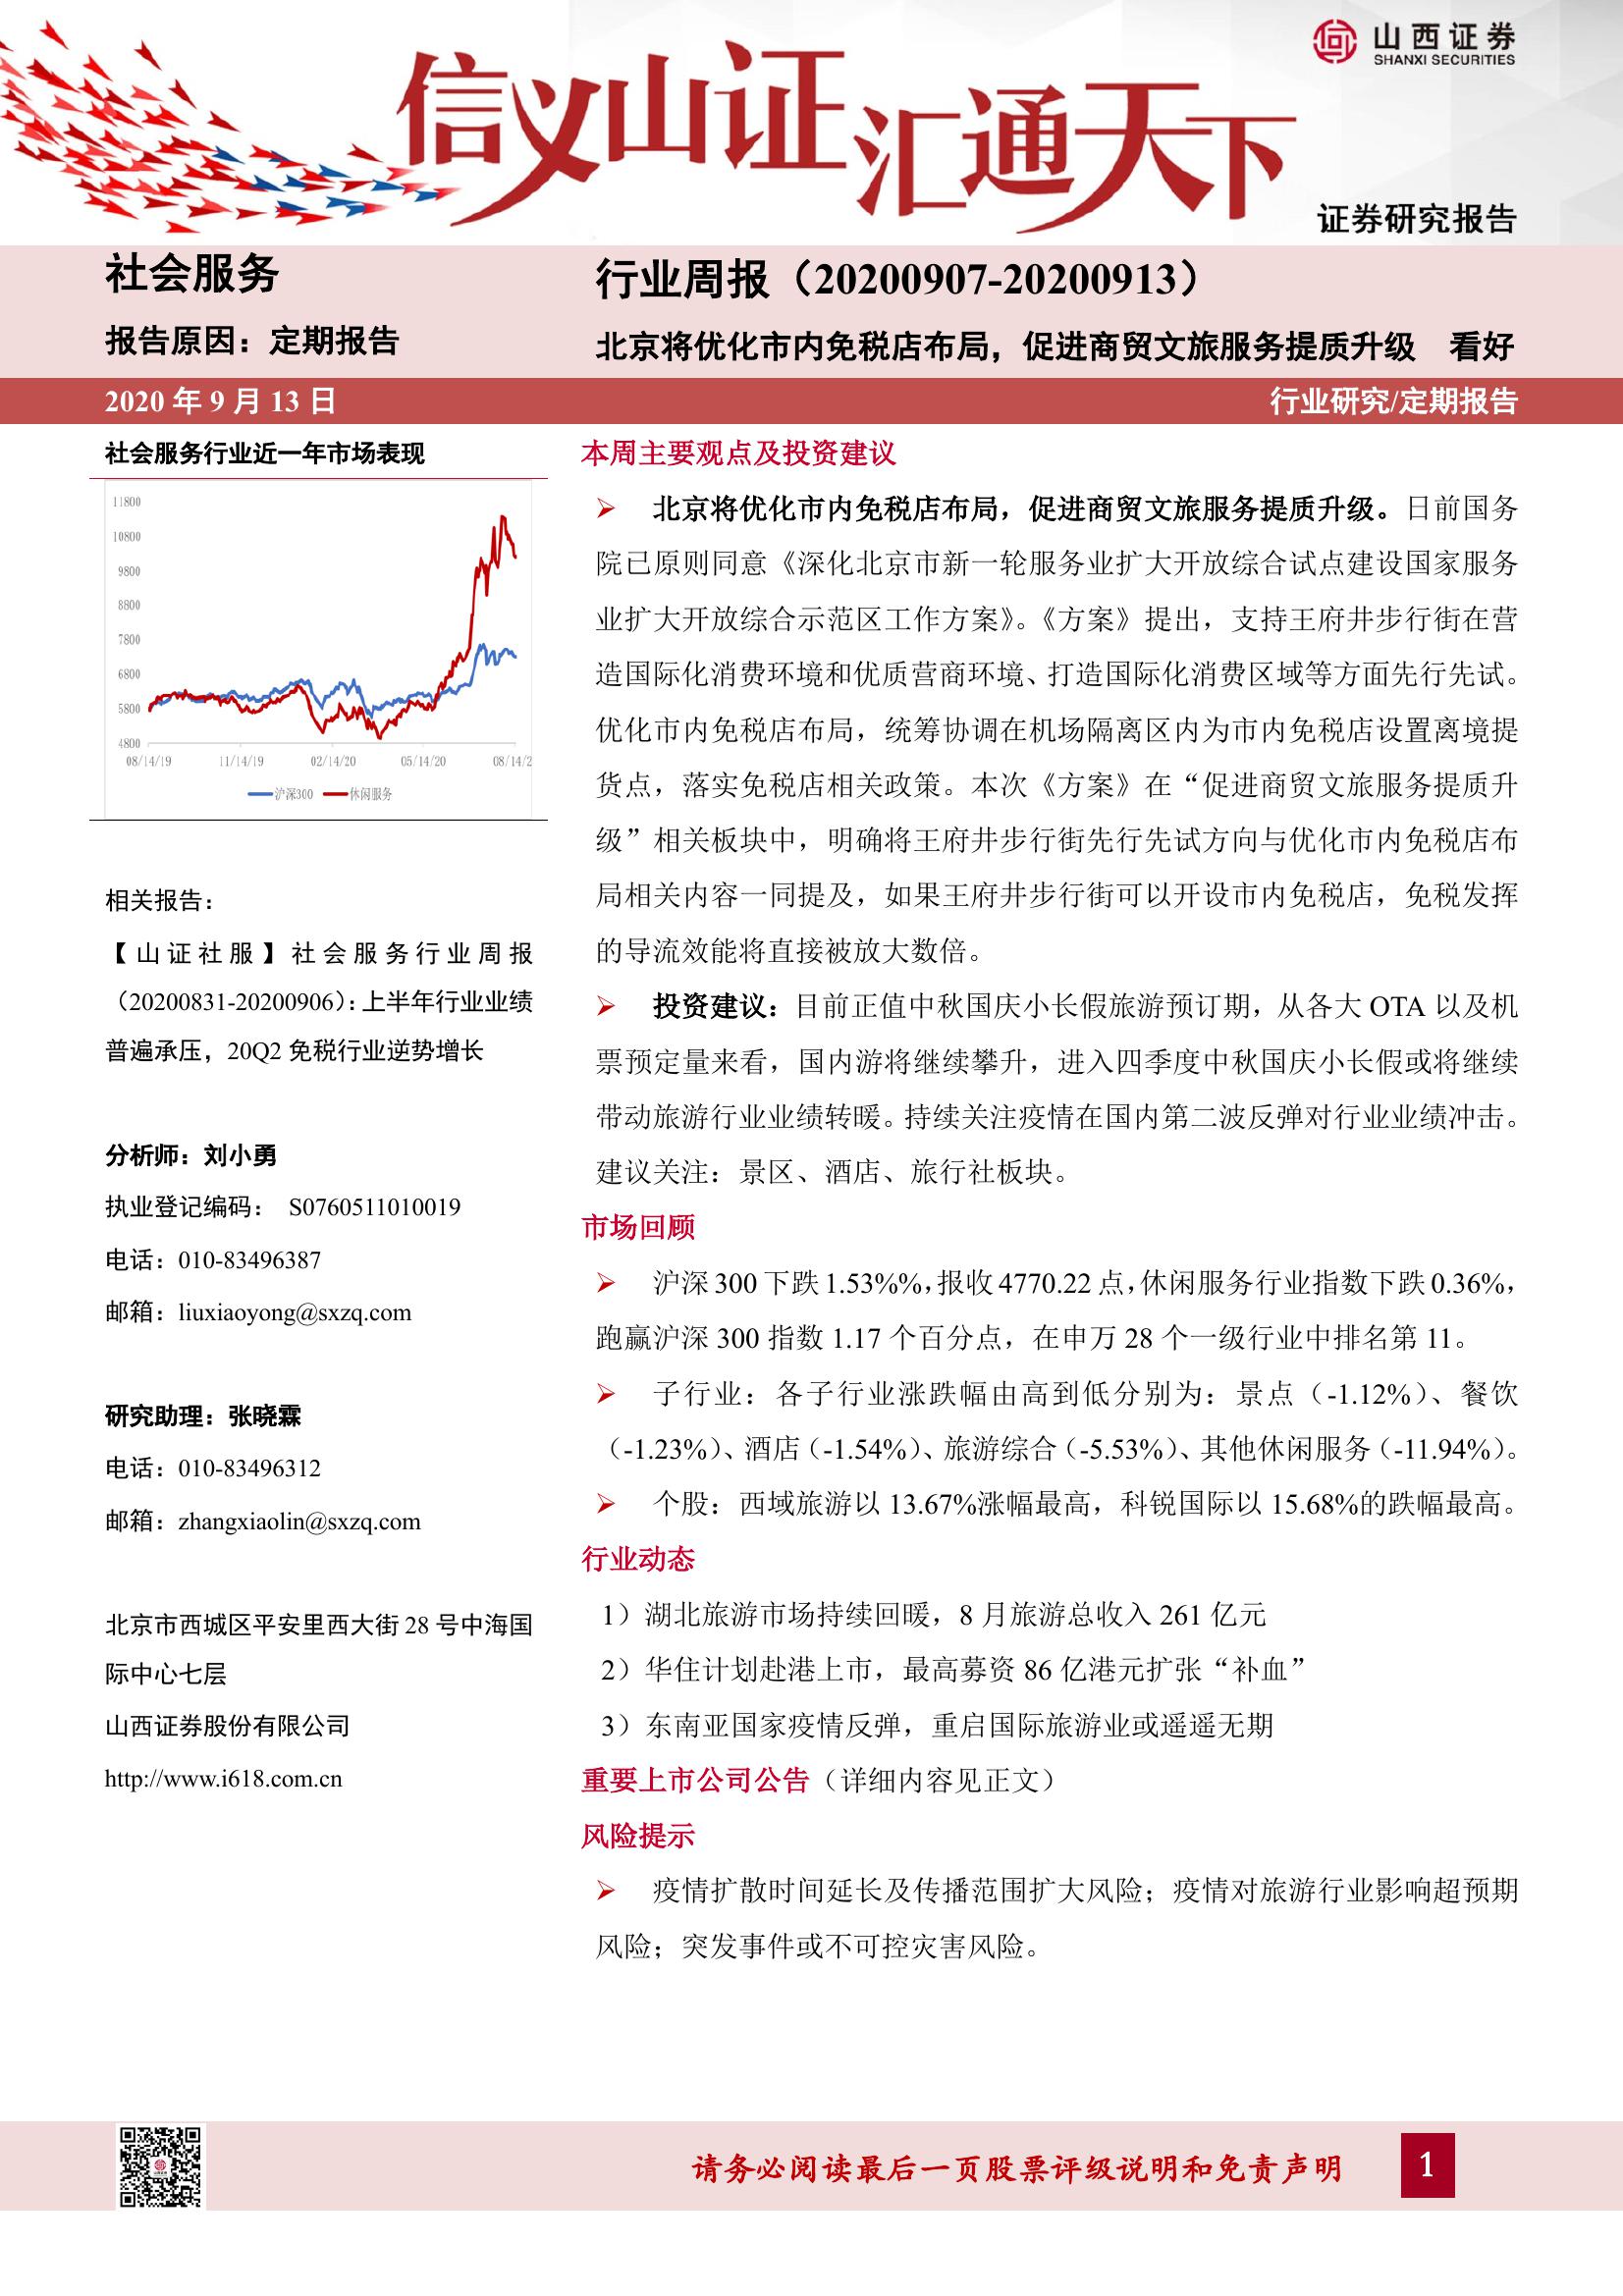 山西证券
SHANXI SECURITIES
信义山证汇通天下
证券研究报告
社会服务
报告原因：定期报告
行业周报（20200907-20200913）
北京将优化市内免税店布局，促进商贸文旅服务提质升级 看好
2020 年 9 月 13 日
行业研究/定期报告
社会服务行业近一年市场表现
11800
10800
9800
8800
7800
6800
5800
4800
08/14/19 11/14/19 02/14/20 05/14/20 08/14/2
沪深300 休闲服务
相关报告：
【山证社服】社会服务行业周报
（20200831-20200906）：上半年行业业绩
普遍承压，20Q2 免税行业逆势增长
分析师：刘小勇
执业登记编码： S0760511010019
电话：010-83496387
邮箱：liuxiaoyong@sxzq.com
研究助理：张晓霖
电话：010-83496312
邮箱：zhangxiaolin@sxzq.com
北京市西城区平安里西大街 28 号中海国
际中心七层
山西证券股份有限公司
http://www.i618.com.cn
本周主要观点及投资建议
➢ 北京将优化市内免税店布局，促进商贸文旅服务提质升级。日前国务
院已原则同意《深化北京市新一轮服务业扩大开放综合试点建设国家服务
业扩大开放综合示范区工作方案》。《方案》提出，支持王府井步行街在营
造国际化消费环境和优质营商环境、打造国际化消费区域等方面先行先试。
优化市内免税店布局，统筹协调在机场隔离区内为市内免税店设置离境提
货点，落实免税店相关政策。本次《方案》在“促进商贸文旅服务提质升
级”相关板块中，明确将王府井步行街先行先试方向与优化市内免税店布
局相关内容一同提及，如果王府井步行街可以开设市内免税店，免税发挥
的导流效能将直接被放大数倍。
➢ 投资建议：目前正值中秋国庆小长假旅游预订期，从各大 OTA 以及机
票预定量来看，国内游将继续攀升，进入四季度中秋国庆小长假或将继续
带动旅游行业业绩转暖。持续关注疫情在国内第二波反弹对行业业绩冲击。
建议关注：景区、酒店、旅行社板块。
市场回顾
➢ 沪深 300 下跌 1.53%%，报收 4770.22 点，休闲服务行业指数下跌 0.36%，
跑赢沪深 300 指数 1.17 个百分点，在申万 28 个一级行业中排名第 11。
➢ 子行业：各子行业涨跌幅由高到低分别为：景点（-1.12%）、餐饮
（-1.23%）、酒店（-1.54%）、旅游综合（-5.53%）、其他休闲服务（-11.94%）。
➢ 个股：西域旅游以 13.67%涨幅最高，科锐国际以 15.68%的跌幅最高。
行业动态
1）湖北旅游市场持续回暖，8 月旅游总收入 261 亿元
2）华住计划赴港上市，最高募资 86 亿港元扩张“补血”
3）东南亚国家疫情反弹，重启国际旅游业或遥遥无期
重要上市公司公告（详细内容见正文）
风险提示
➢ 疫情扩散时间延长及传播范围扩大风险；疫情对旅游行业影响超预期
风险；突发事件或不可控灾害风险。
请务必阅读最后一页股票评级说明和免责声明
1